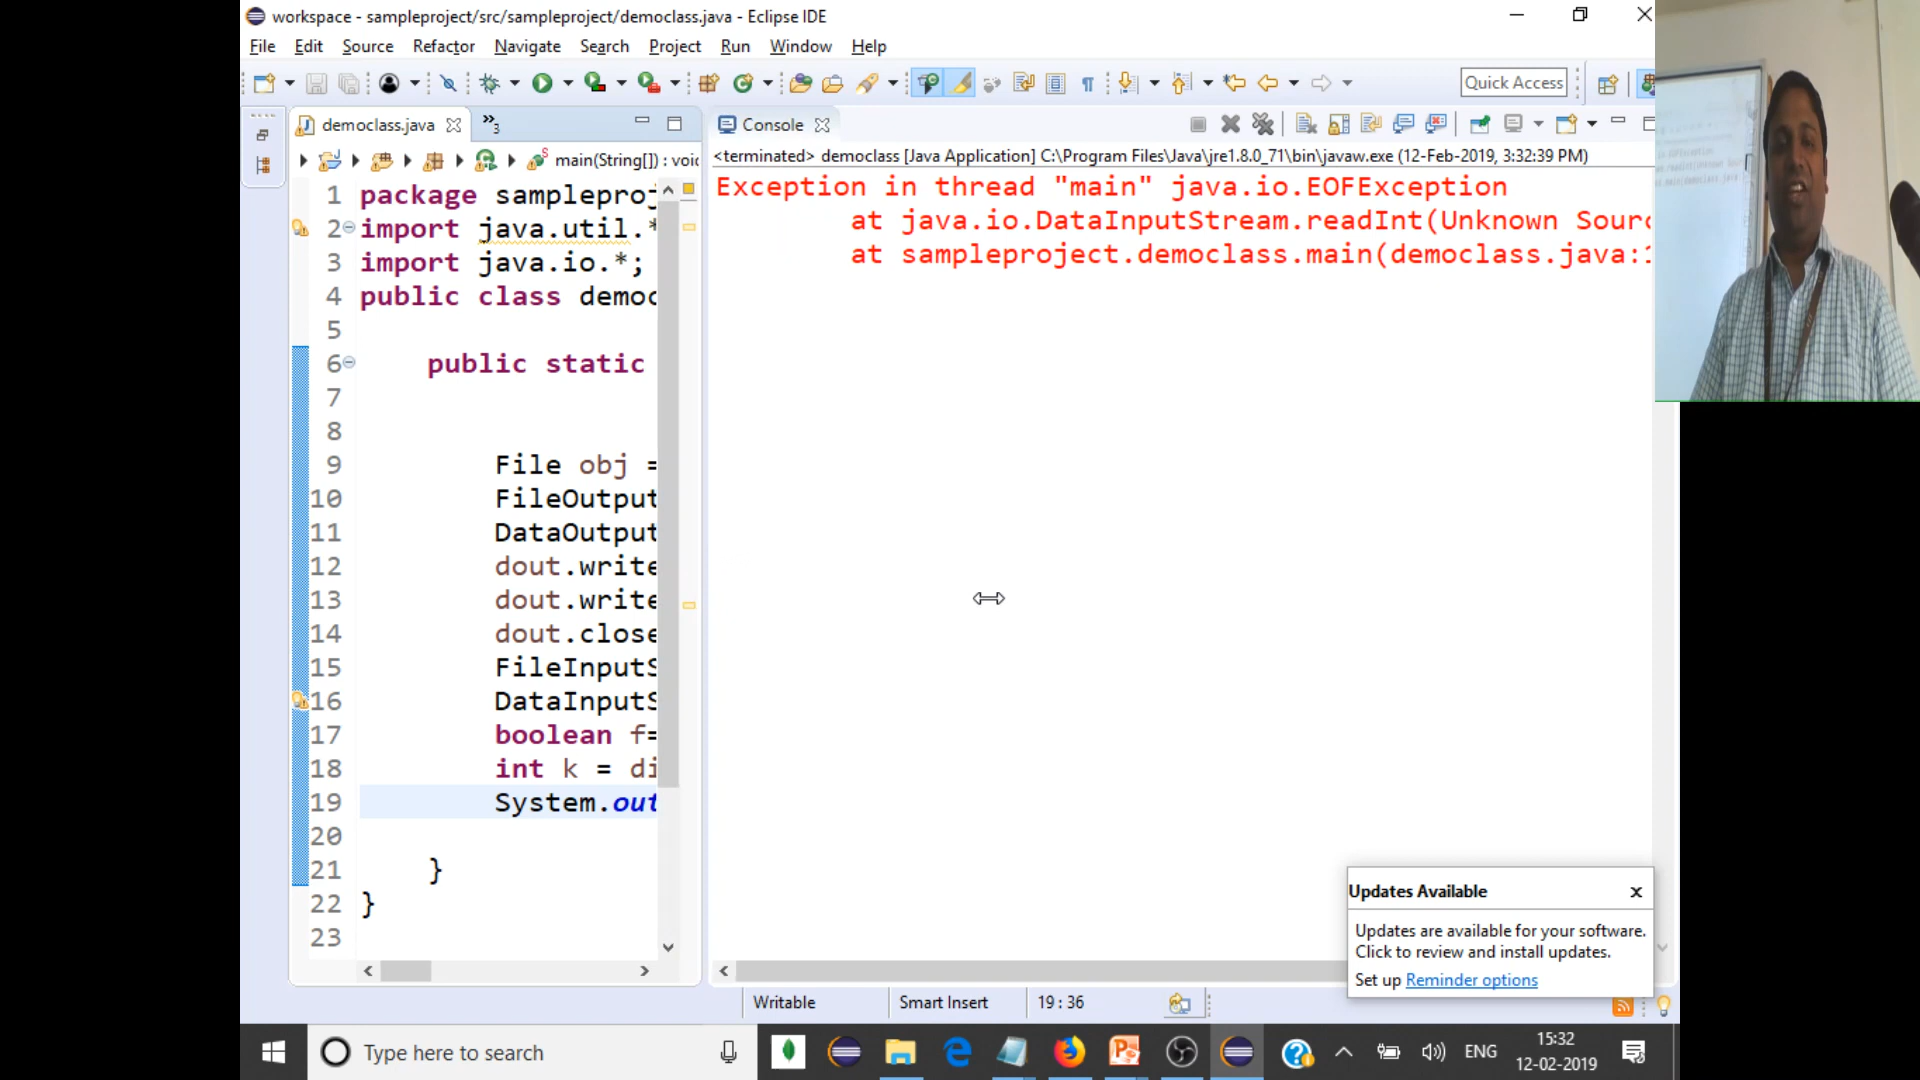 workspace - sampleproject/src/sampleproject/democlass.java - Eclipse IDE
File Edit Source Refactor Navigate Search Project Run Window Help
Quick Access
democlass.java
3
Console
main(String[]) : voic
<terminated> democlass [Java Application] C:\Program Files\Java\jre1.8.0_71\bin\javaw.exe (12-Feb-2019, 3:32:39 PM)
Exception in thread "main" java.io.EOFException
at java.io.DataInputStream.readInt(Unknown Sourc
at sampleproject.democlass.main(democlass.java:1
1 package sampleproj
2 import java.util.*
3 import java.io.*;
4 public class democ
5
6 public static
7
8
9 File obj =
10 FileOutput
11 DataOutput
12 dout.write
13 dout.write
14 dout.close
15 FileInputS
16 DataInputS
17 boolean f=
18 int k = di
19 System.out
20
21 }
22 }
23
Updates Available
Updates are available for your software.
Click to review and install updates.
Set up Reminder options
Writable Smart Insert 19 : 36
Type here to search
ENG
15:32
12-02-2019